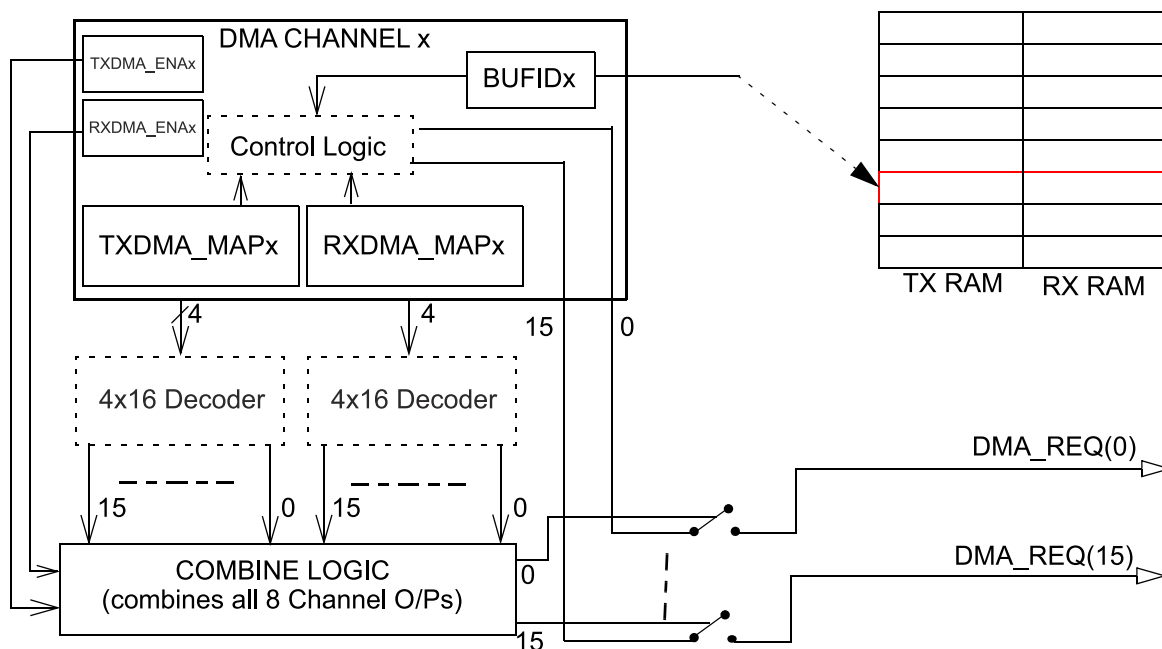 DMA CHANNEL x
TXDMA_ENAx
BUFIDx
RXDMA_ENAx
Control Logic
TXDMA_MAPx
RXDMA_MAPx
TX RAM
RX RAM
4
4
15
0
4x16 Decoder
4x16 Decoder
DMA_REQ(0)
15
0
15
0
DMA_REQ(15)
COMBINE LOGIC
(combines all 8 Channel O/Ps)
0
15